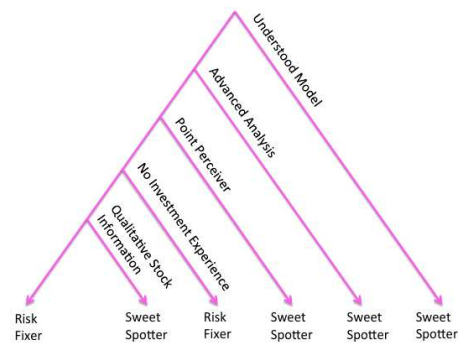 Understood Model
Advanced Analysis
Point Perceiver
No Investment Experience
Qualitative Stock
Information
Risk
Fixer
Sweet
Spotter
Risk
Fixer
Sweet
Spotter
Sweet
Spotter
Sweet
Spotter